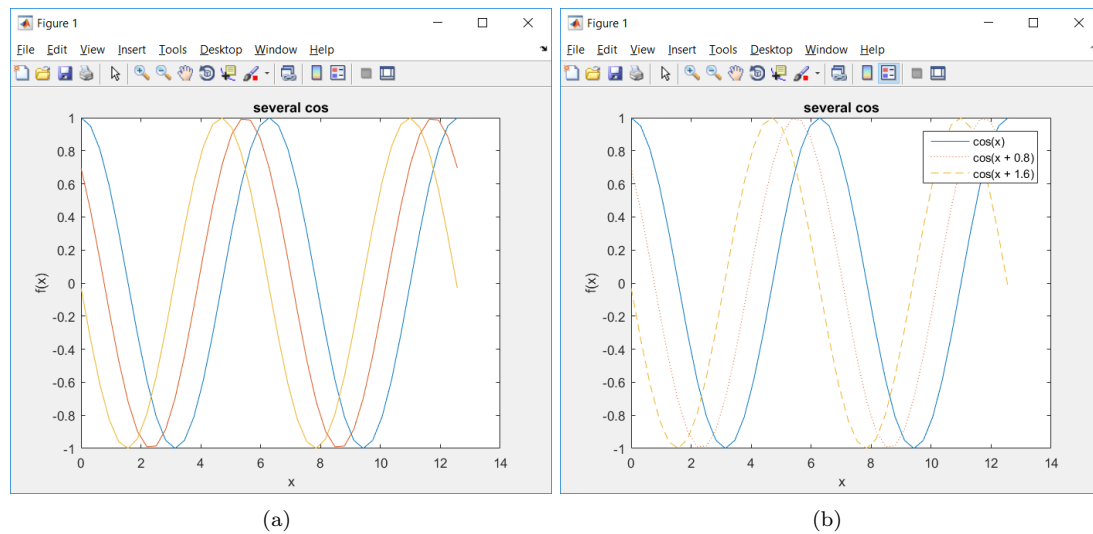 Figure 1
File Edit View Insert Tools Desktop Window Help
several cos
1
0.8
0.6
0.4
0.2
0
-0.2
-0.4
-0.6
-0.8
-1
f(x)
0 2 4 6 8 10 12 14
x
(a)
Figure 1
File Edit View Insert Tools Desktop Window Help
several cos
1
0.8
0.6
0.4
0.2
0
-0.2
-0.4
-0.6
-0.8
-1
f(x)
cos(x)
cos(x + 0.8)
cos(x + 1.6)
0 2 4 6 8 10 12 14
x
(b)